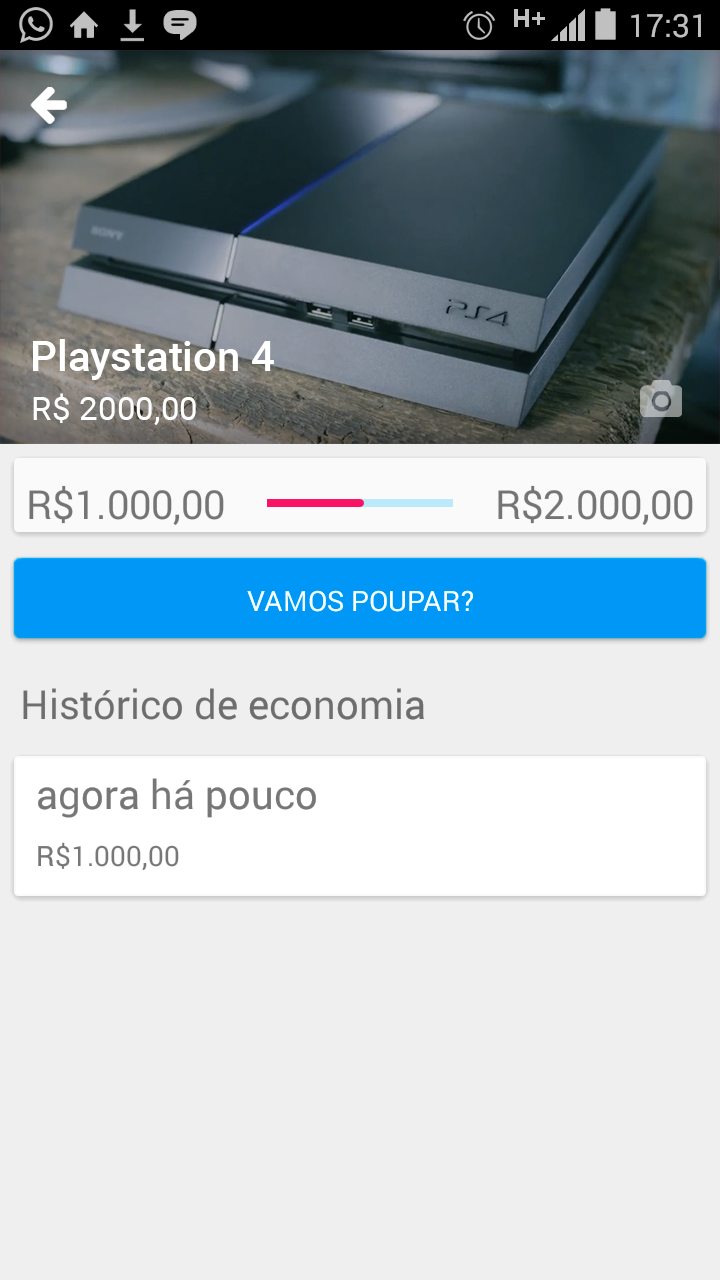 H+ 17:31
SONY
PS4
Playstation 4
R$ 2000,00
R$1.000,00 R$2.000,00
VAMOS POUPAR?
Histórico de economia
agora há pouco
R$1.000,00